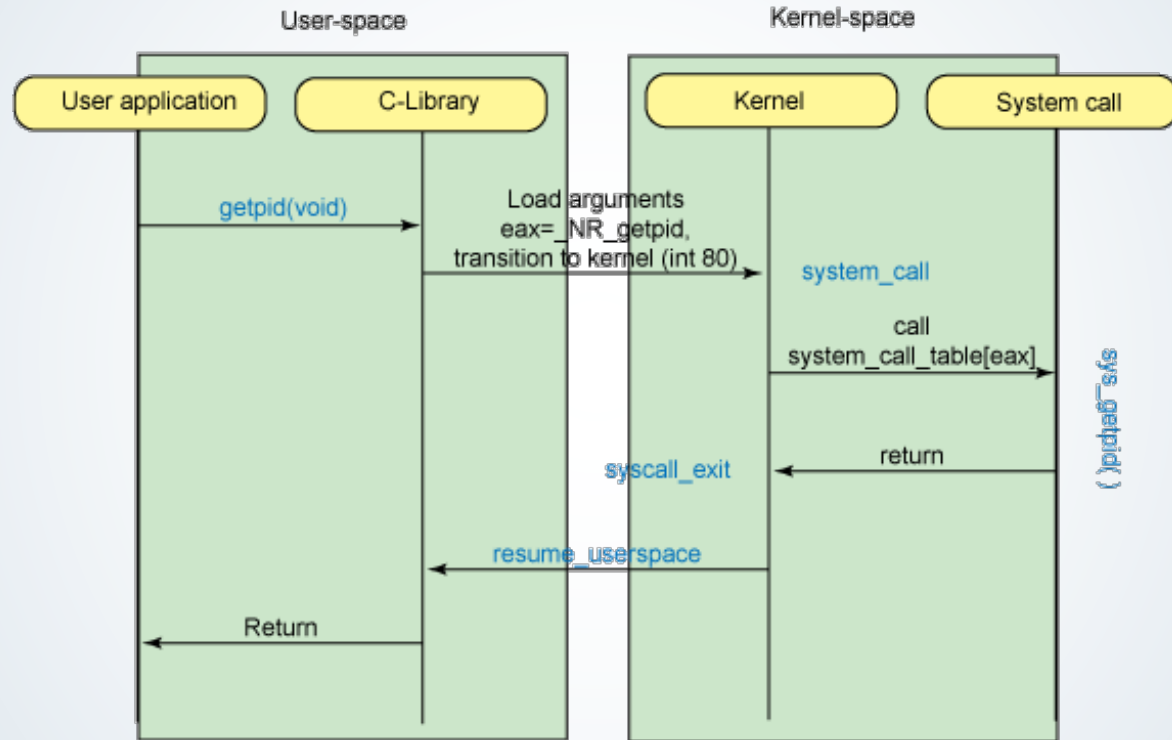 User-space
Kernel-space
User application
C-Library
Kernel
System call
getpid(void)
Load arguments
eax=_NR_getpid,
transition to kernel (int 80)
system_call
call
system_call_table[eax]
sys_getpid( )
return
syscall_exit
resume_userspace
Return